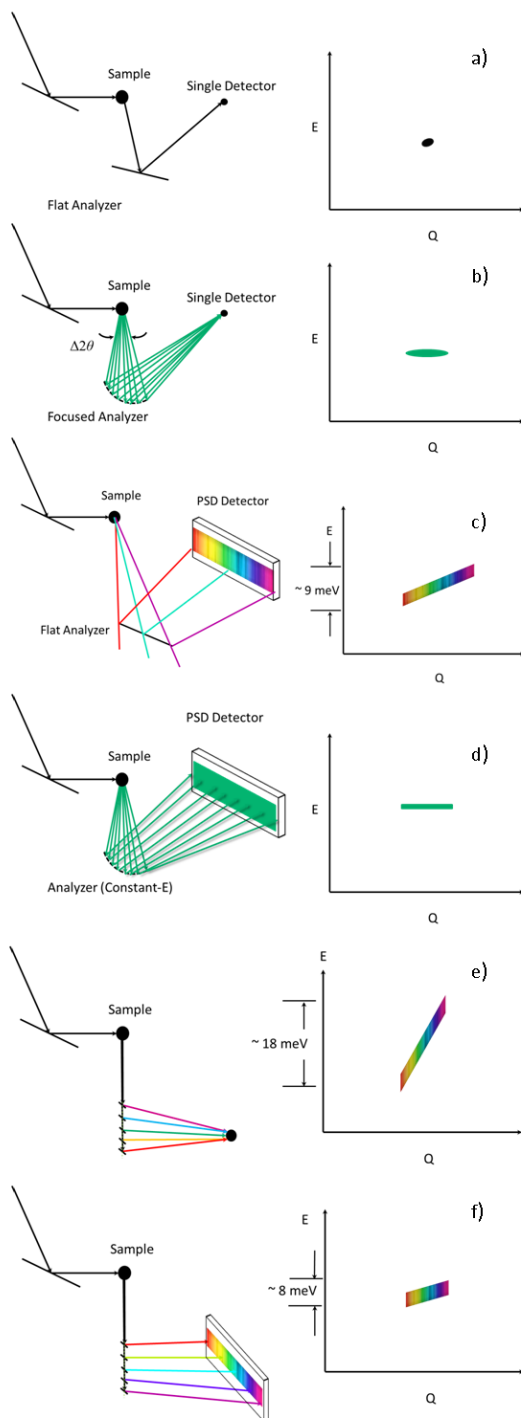 a)
Sample
Single Detector
E
Flat Analyzer
Q
b)
Sample
Single Detector
Δ2θ
E
Focused Analyzer
Q
PSD Detector
c)
Sample
E
~ 9 meV
Flat Analyzer
Q
PSD Detector
d)
Sample
E
Analyzer (Constant-E)
Q
e)
E
Sample
~ 18 meV
Q
f)
Sample
E
~ 8 meV
Q